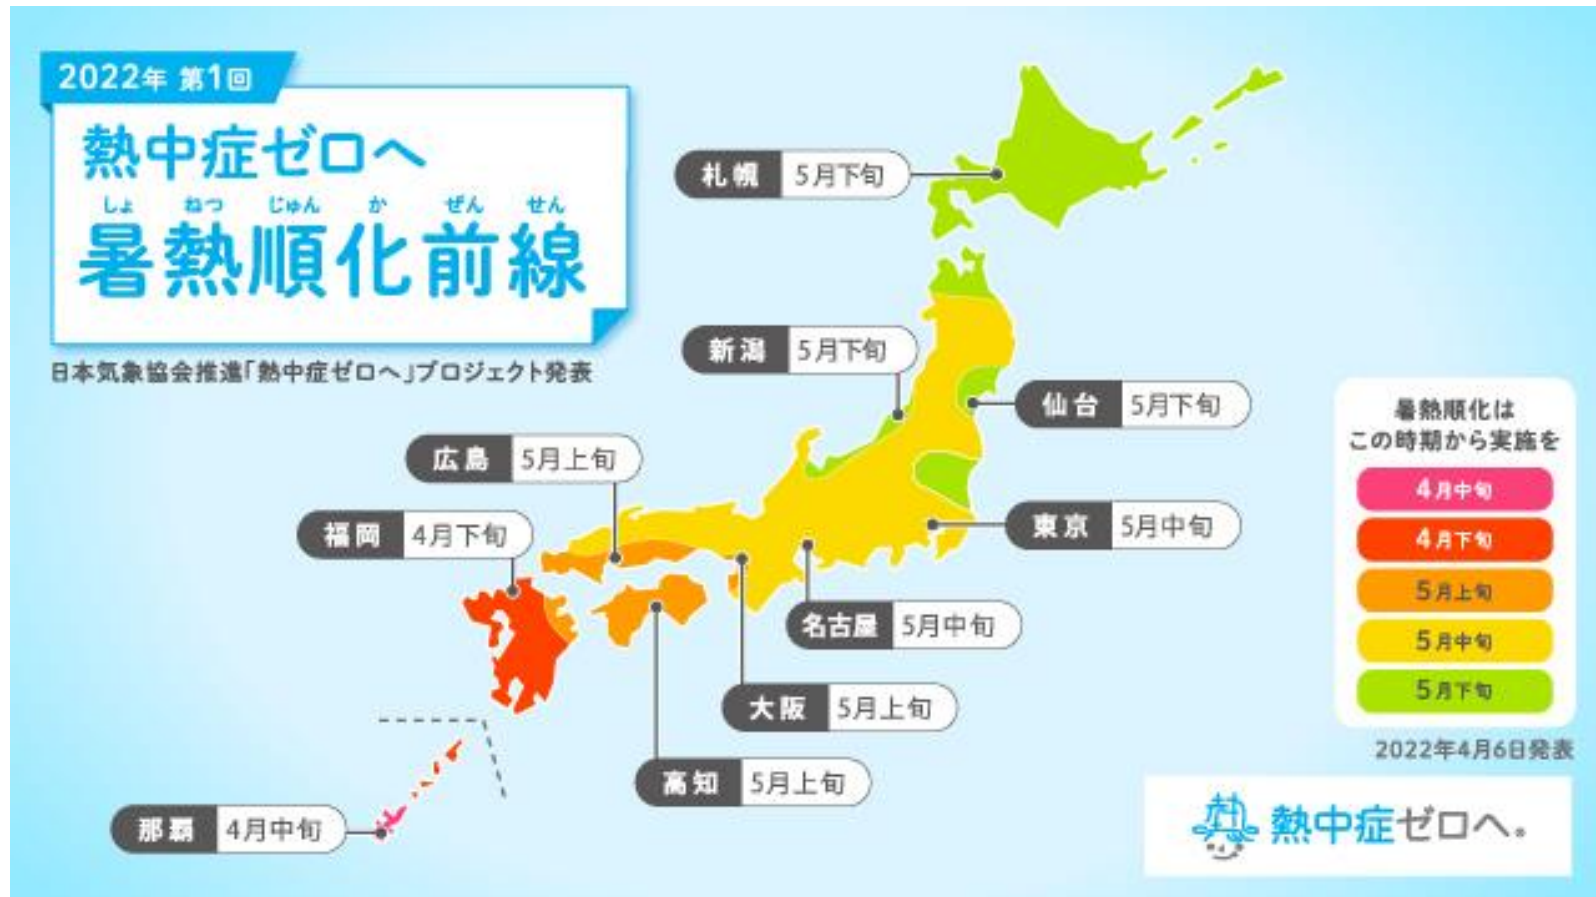 2022年 第1回
熱中症ゼロへ
しょ ねつ じゅん か ぜん せん
暑熱順化前線
日本気象協会推進「熱中症ゼロへ」プロジェクト発表
札幌 5月下旬
新潟 5月下旬
仙台 5月下旬
広島 5月上旬
福岡 4月下旬
東京 5月中旬
名古屋 5月中旬
大阪 5月上旬
高知 5月上旬
那覇 4月中旬
暑熱順化は
この時期から実施を
4月中旬
4月下旬
5月上旬
5月中旬
5月下旬
2022年4月6日発表
熱中症ゼロへ。